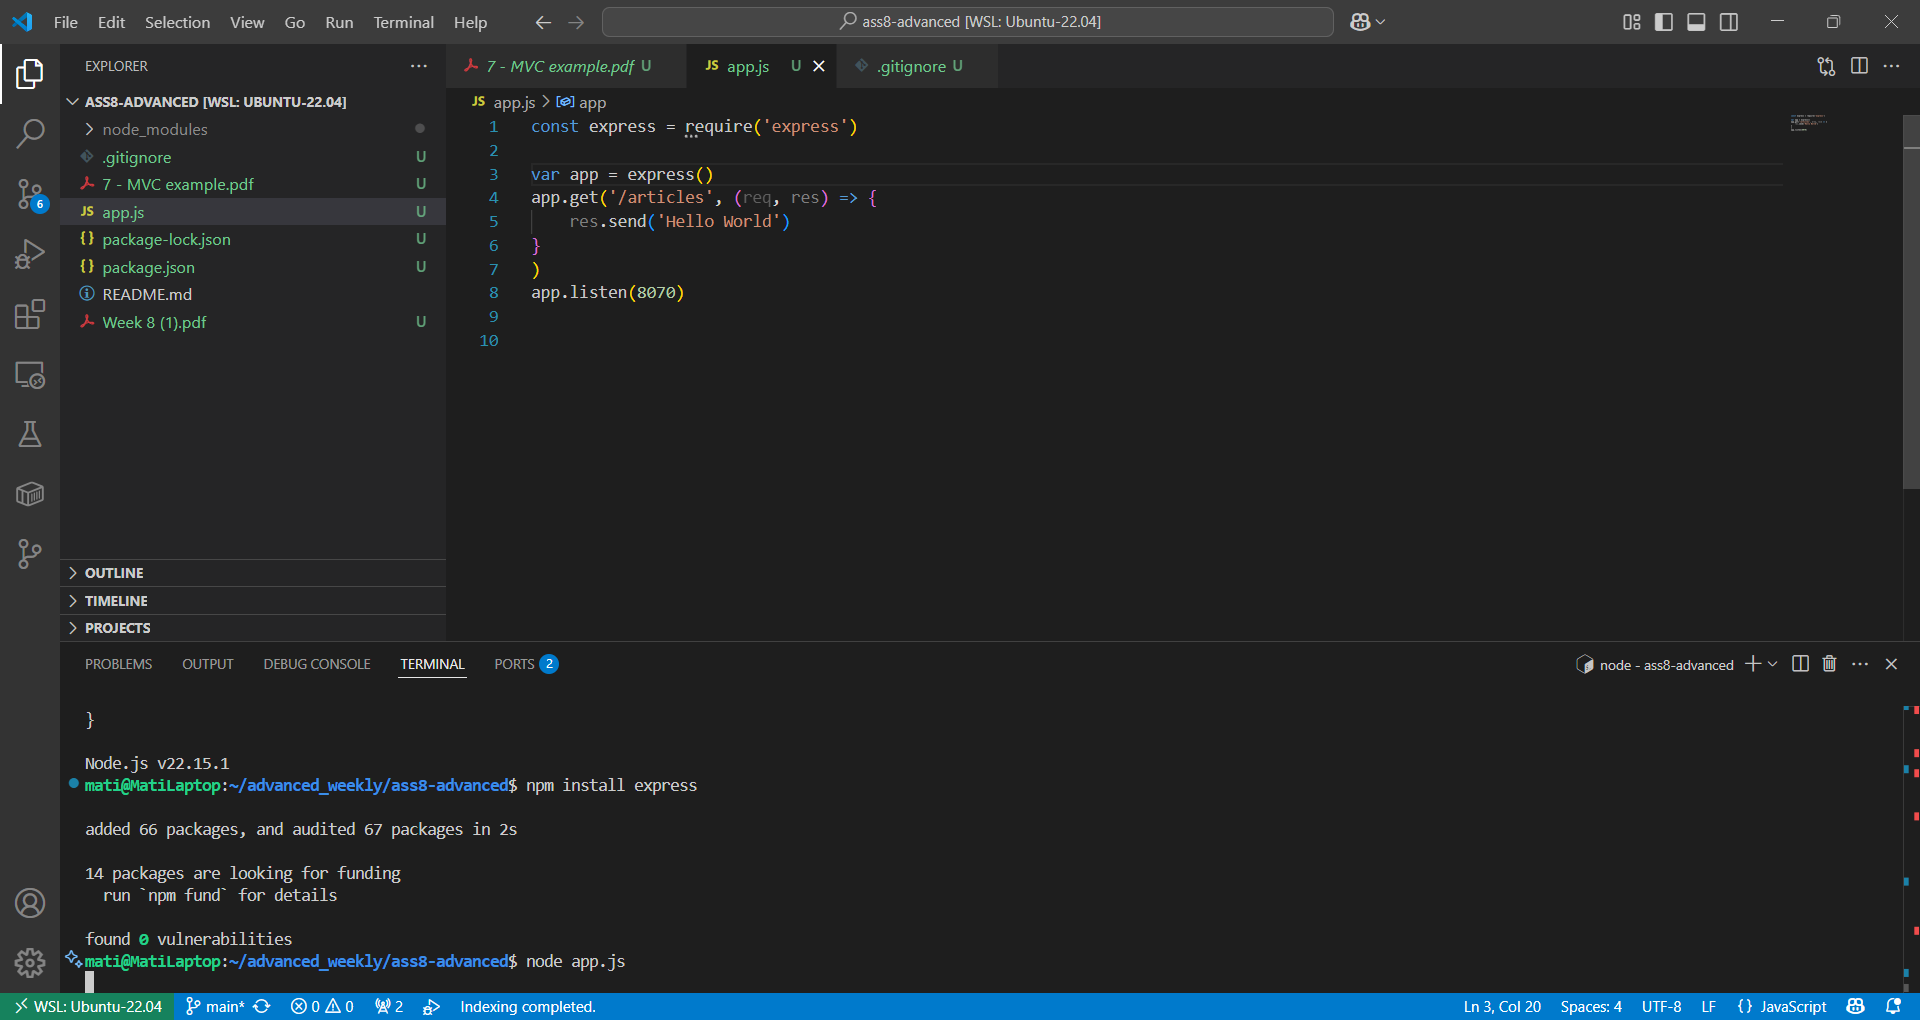 File Edit Selection View Go Run Terminal Help
ass8-advanced [WSL: Ubuntu-22.04]
EXPLORER
ASS8-ADVANCED [WSL: UBUNTU-22.04]
node_modules
.gitignore U
7 - MVC example.pdf U
JS app.js U
{} package-lock.json U
{} package.json U
README.md
Week 8 (1).pdf U
6
OUTLINE
TIMELINE
PROJECTS
7 - MVC example.pdf U
JS app.js U
.gitignore U
JS app.js > app
1 const express = require('express')
2
3 var app = express()
4 app.get('/articles', (req, res) => {
5 res.send('Hello World')
6 }
7 )
8 app.listen(8070)
9
10
PROBLEMS OUTPUT DEBUG CONSOLE TERMINAL PORTS 2
node - ass8-advanced
}
Node.js v22.15.1
mati@MatiLaptop:~/advanced_weekly/ass8-advanced$ npm install express
added 66 packages, and audited 67 packages in 2s
14 packages are looking for funding
run `npm fund` for details
found 0 vulnerabilities
mati@MatiLaptop:~/advanced_weekly/ass8-advanced$ node app.js
WSL: Ubuntu-22.04 main* 0 0 2 Indexing completed. Ln 3, Col 20 Spaces: 4 UTF-8 LF {} JavaScript